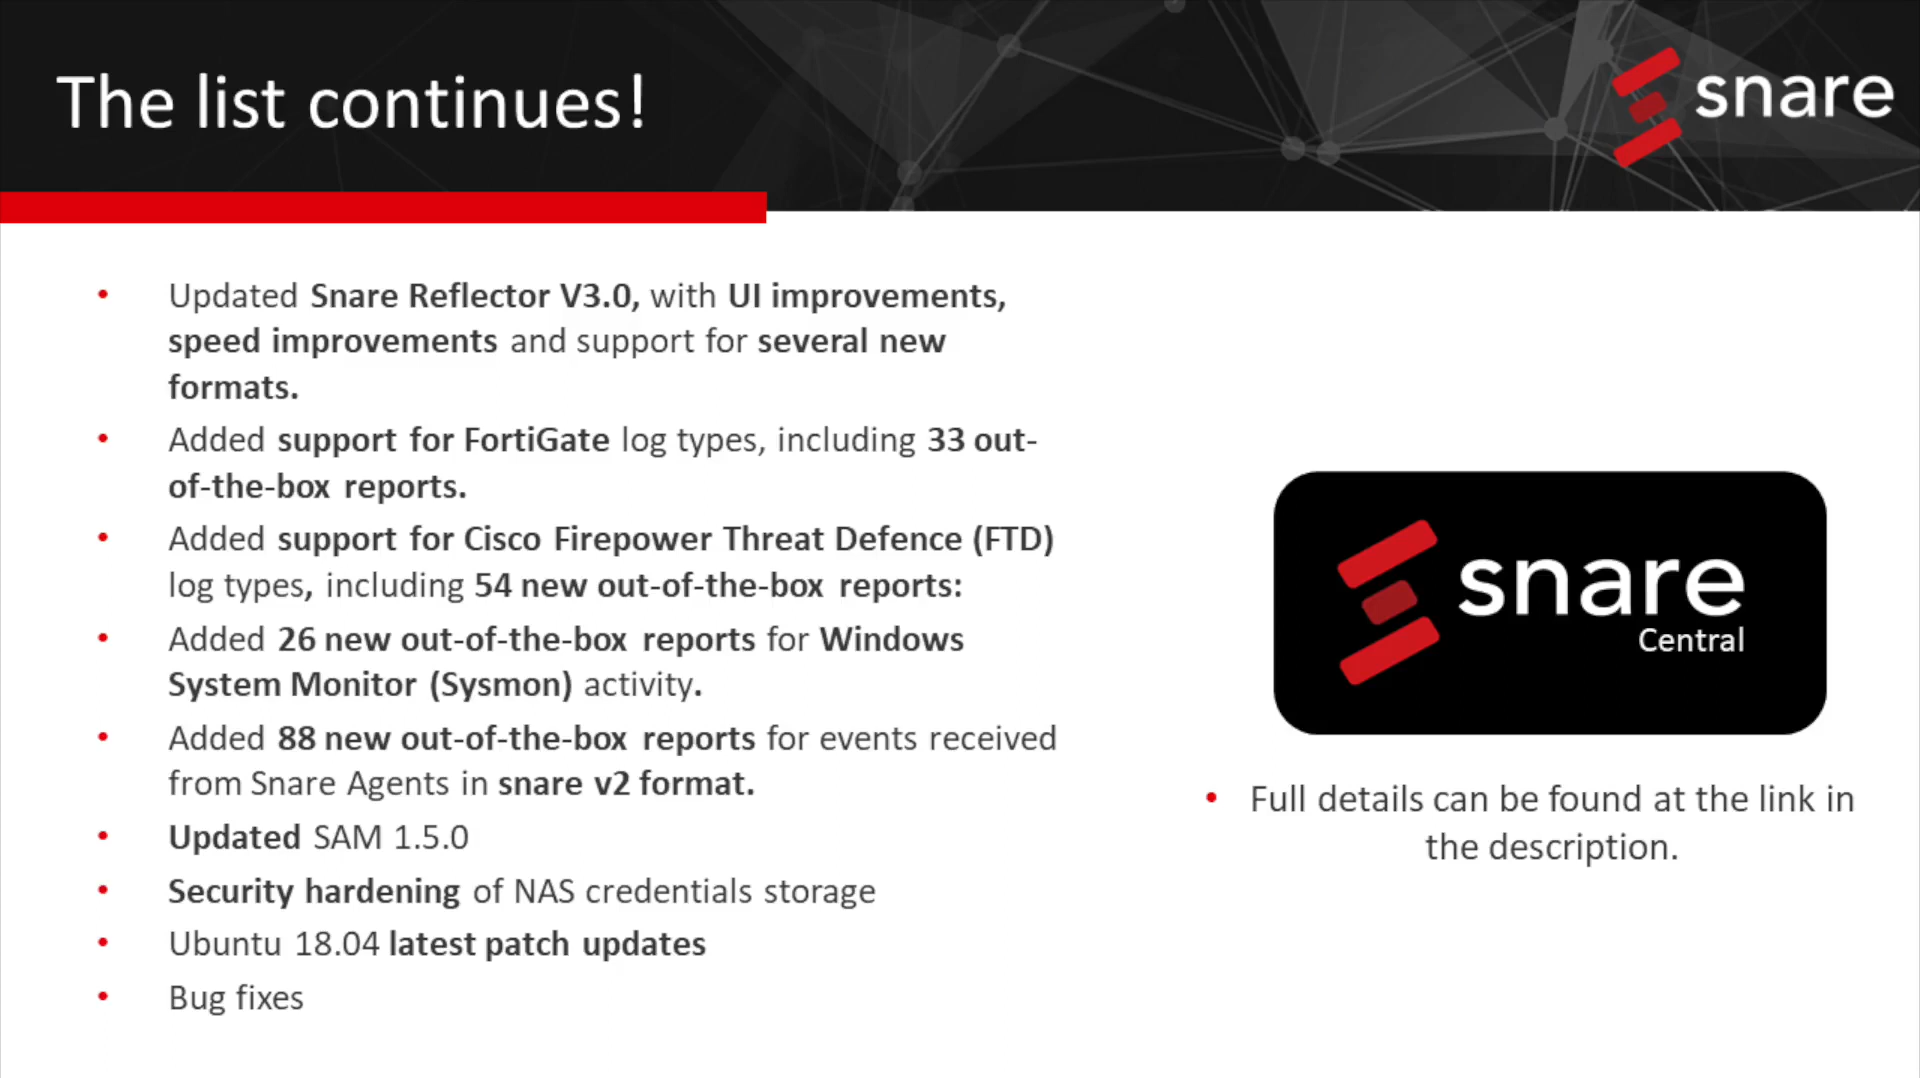 The list continues!
snare
• Updated Snare Reflector V3.0, with UI improvements,
speed improvements and support for several new
formats.
• Added support for FortiGate log types, including 33 out-
of-the-box reports.
• Added support for Cisco Firepower Threat Defence (FTD)
log types, including 54 new out-of-the-box reports:
• Added 26 new out-of-the-box reports for Windows
System Monitor (Sysmon) activity.
• Added 88 new out-of-the-box reports for events received
from Snare Agents in snare v2 format.
• Updated SAM 1.5.0
• Security hardening of NAS credentials storage
• Ubuntu 18.04 latest patch updates
• Bug fixes
snare
Central
• Full details can be found at the link in
the description.